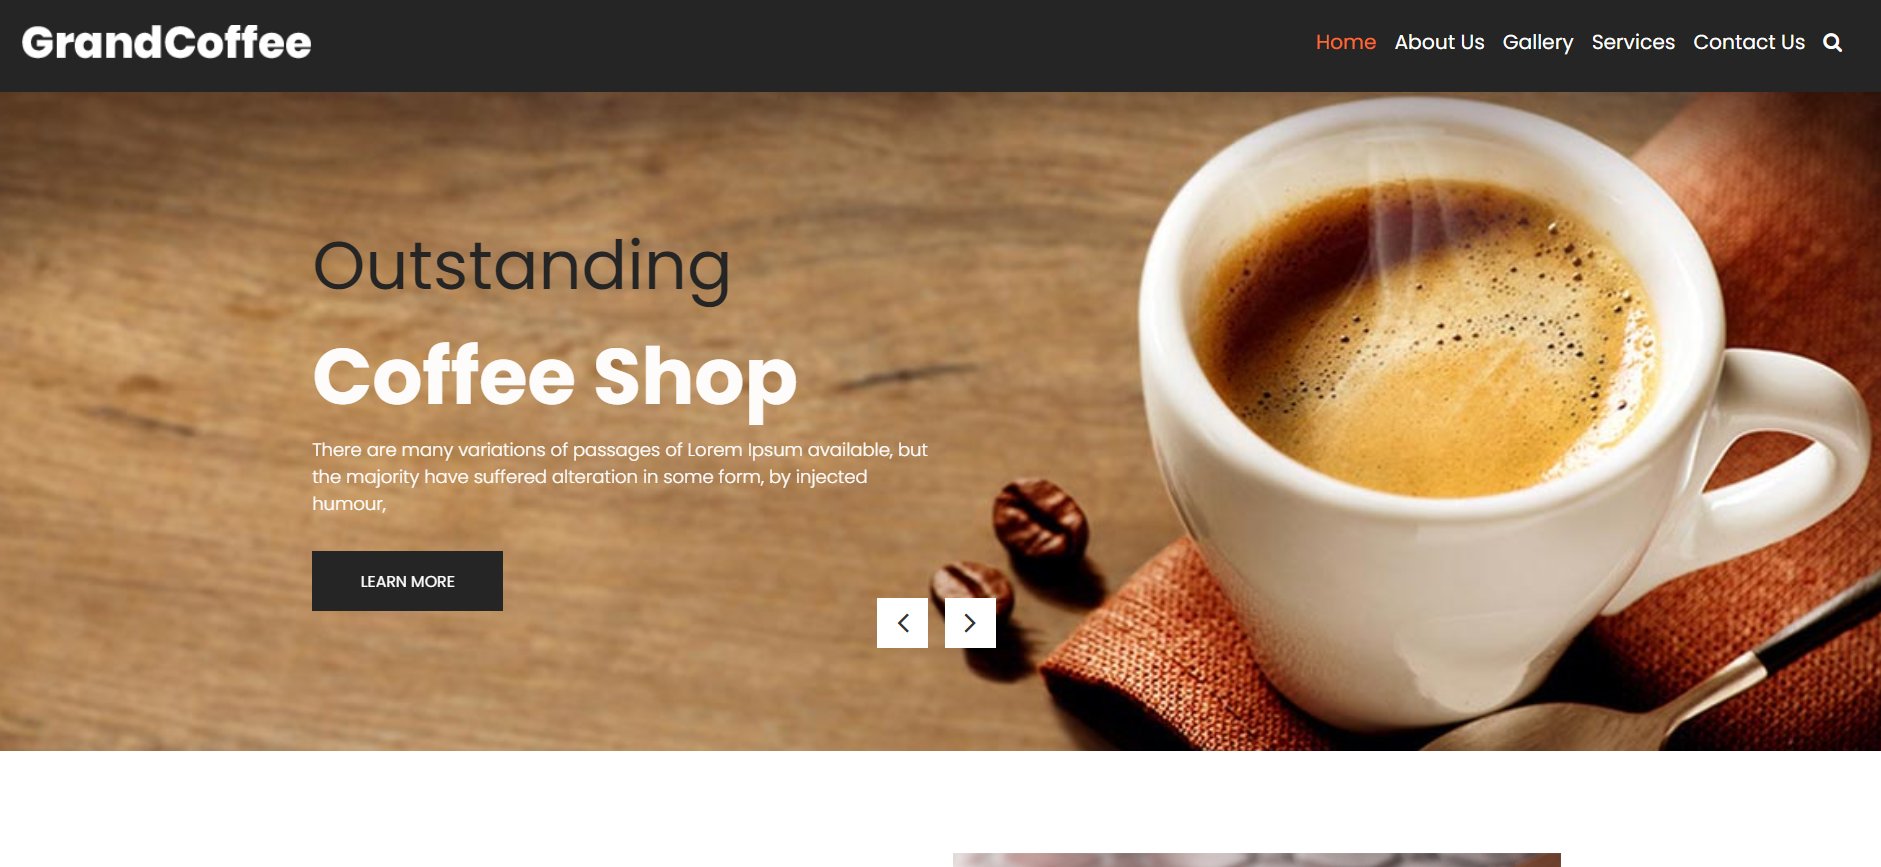 GrandCoffee
Home About Us Gallery Services Contact Us
Outstanding
Coffee Shop
There are many variations of passages of Lorem Ipsum available, but
the majority have suffered alteration in some form, by injected
humour,
LEARN MORE